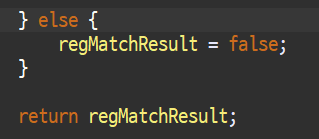 } else {
    regMatchResult = false;
}

return regMatchResult;